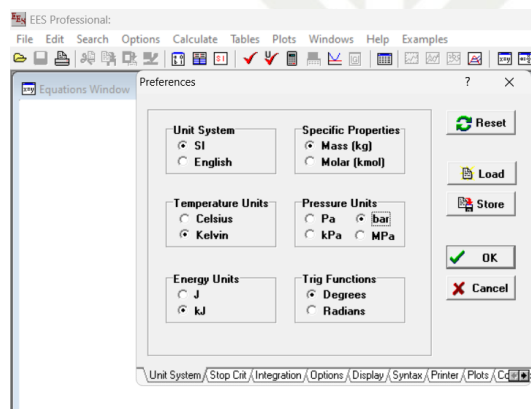 EES Professional:
File Edit Search Options Calculate Tables Plots Windows Help Examples
Equations Window
Preferences ? X
Unit System
SI
English
Specific Properties
Mass (kg)
Molar (kmol)
Temperature Units
Celsius
Kelvin
Pressure Units
Pa bar
kPa MPa
Energy Units
J
kJ
Trig Functions
Degrees
Radians
Reset
Load
Store
OK
Cancel
Unit System Stop Crit Integration Options Display Syntax Printer Plots